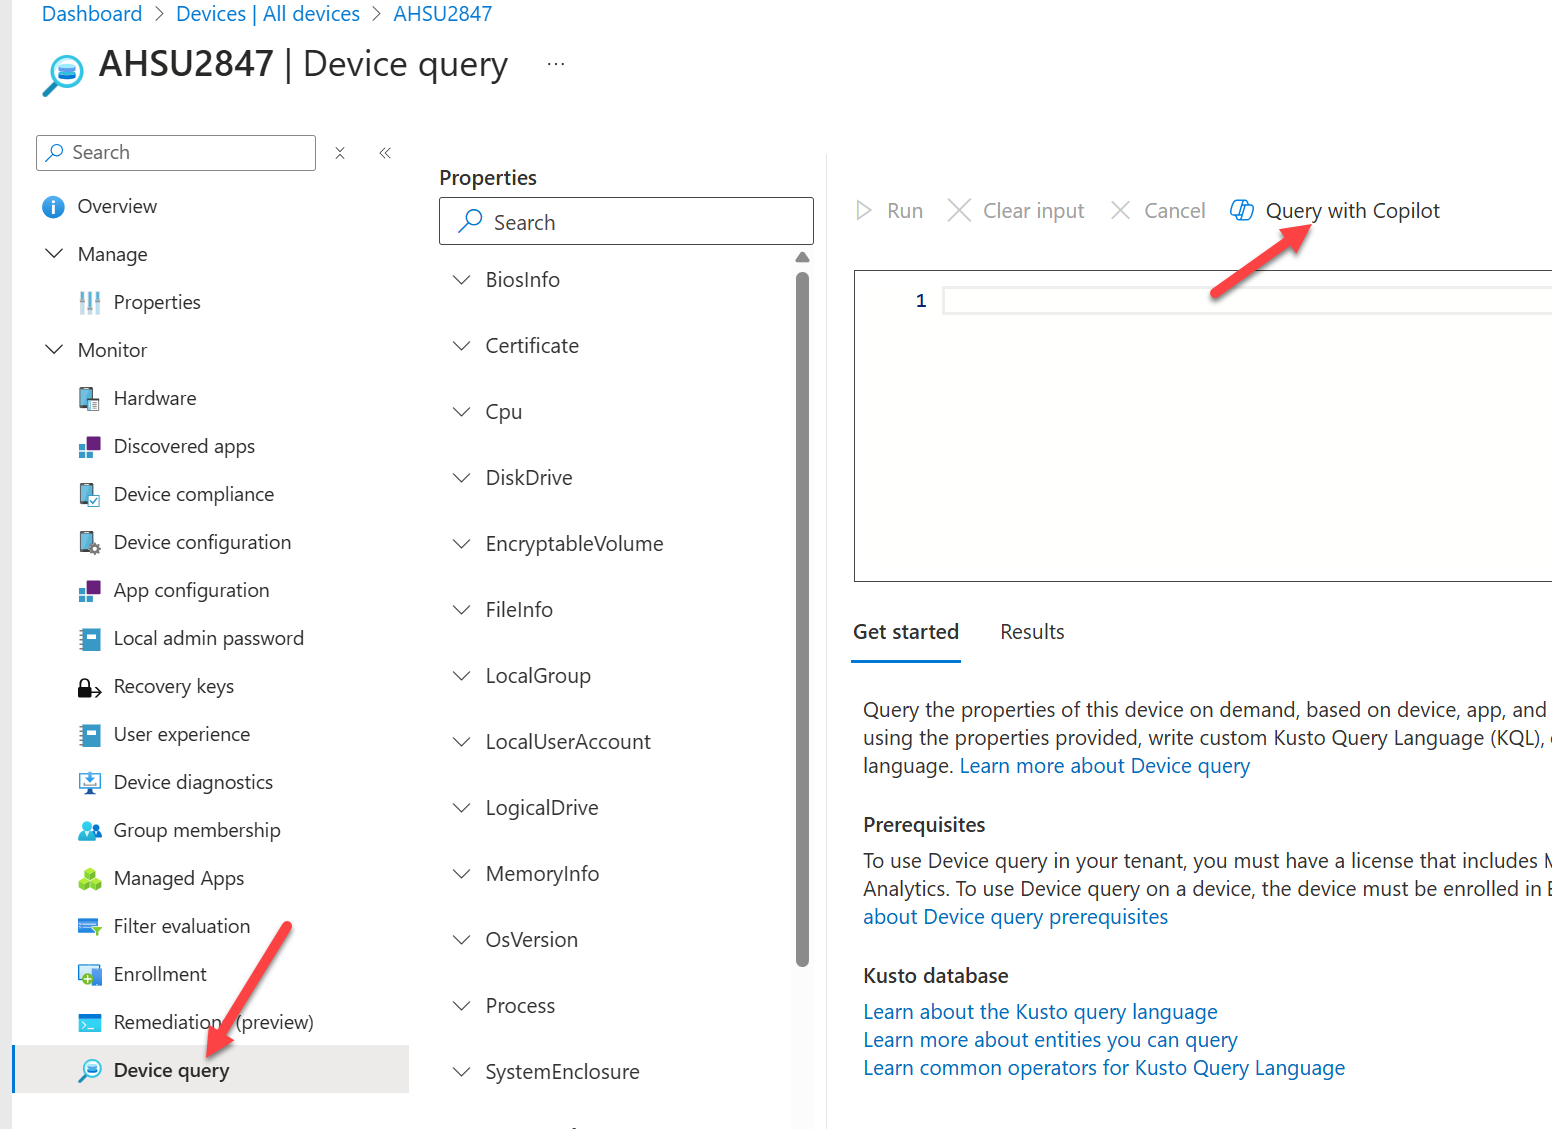 Dashboard > Devices | All devices > AHSU2847
AHSU2847 | Device query ...
Search
Overview
Manage
Properties
Monitor
Hardware
Discovered apps
Device compliance
Device configuration
App configuration
Local admin password
Recovery keys
User experience
Device diagnostics
Group membership
Managed Apps
Filter evaluation
Enrollment
Remediation (preview)
Device query
Properties
Search
BiosInfo
Certificate
Cpu
DiskDrive
EncryptableVolume
FileInfo
LocalGroup
LocalUserAccount
LogicalDrive
MemoryInfo
OsVersion
Process
SystemEnclosure
Run Clear input Cancel Query with Copilot
1
Get started Results
Query the properties of this device on demand, based on device, app, and
using the properties provided, write custom Kusto Query Language (KQL),
language. Learn more about Device query
Prerequisites
To use Device query in your tenant, you must have a license that includes
Analytics. To use Device query on a device, the device must be enrolled in
about Device query prerequisites
Kusto database
Learn about the Kusto query language
Learn more about entities you can query
Learn common operators for Kusto Query Language